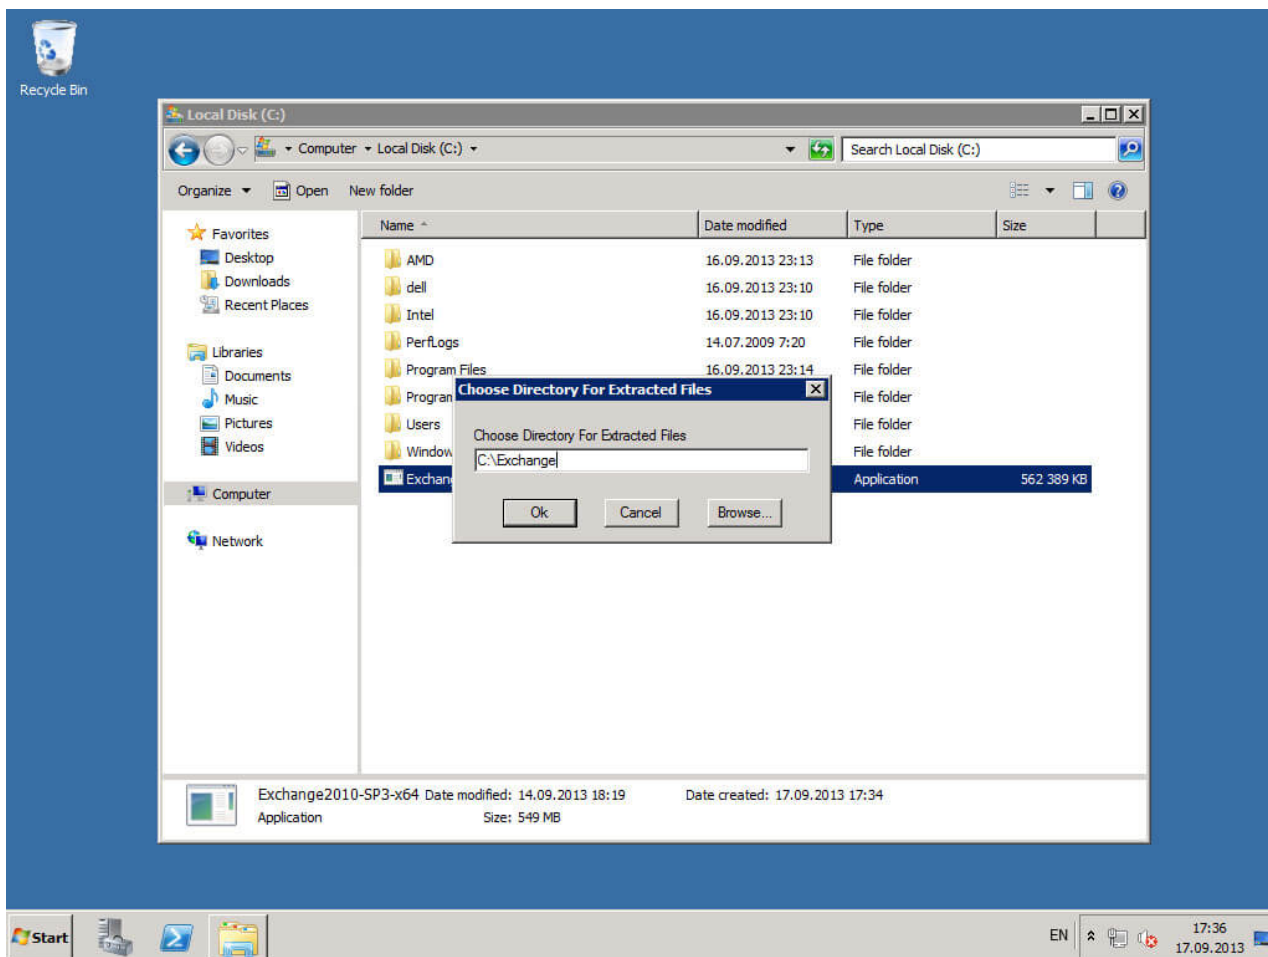 Recycle Bin
Local Disk (C:)
Computer Local Disk (C:)
Search Local Disk (C:)
Organize Open New folder
Name Date modified Type Size
Favorites
Desktop
Downloads
Recent Places
Libraries
Documents
Music
Pictures
Videos
Computer
Network
AMD 16.09.2013 23:13 File folder
dell 16.09.2013 23:10 File folder
Intel 16.09.2013 23:10 File folder
PerfLogs 14.07.2009 7:20 File folder
Program Files 16.09.2013 23:14 File folder
Program File folder
Users File folder
Window File folder
Exchan Application 562 389 KB
Choose Directory For Extracted Files
Choose Directory For Extracted Files
C:\Exchange
Ok Cancel Browse...
Exchange2010-SP3-x64 Date modified: 14.09.2013 18:19 Date created: 17.09.2013 17:34
Application Size: 549 MB
Start
EN
17:36
17.09.2013